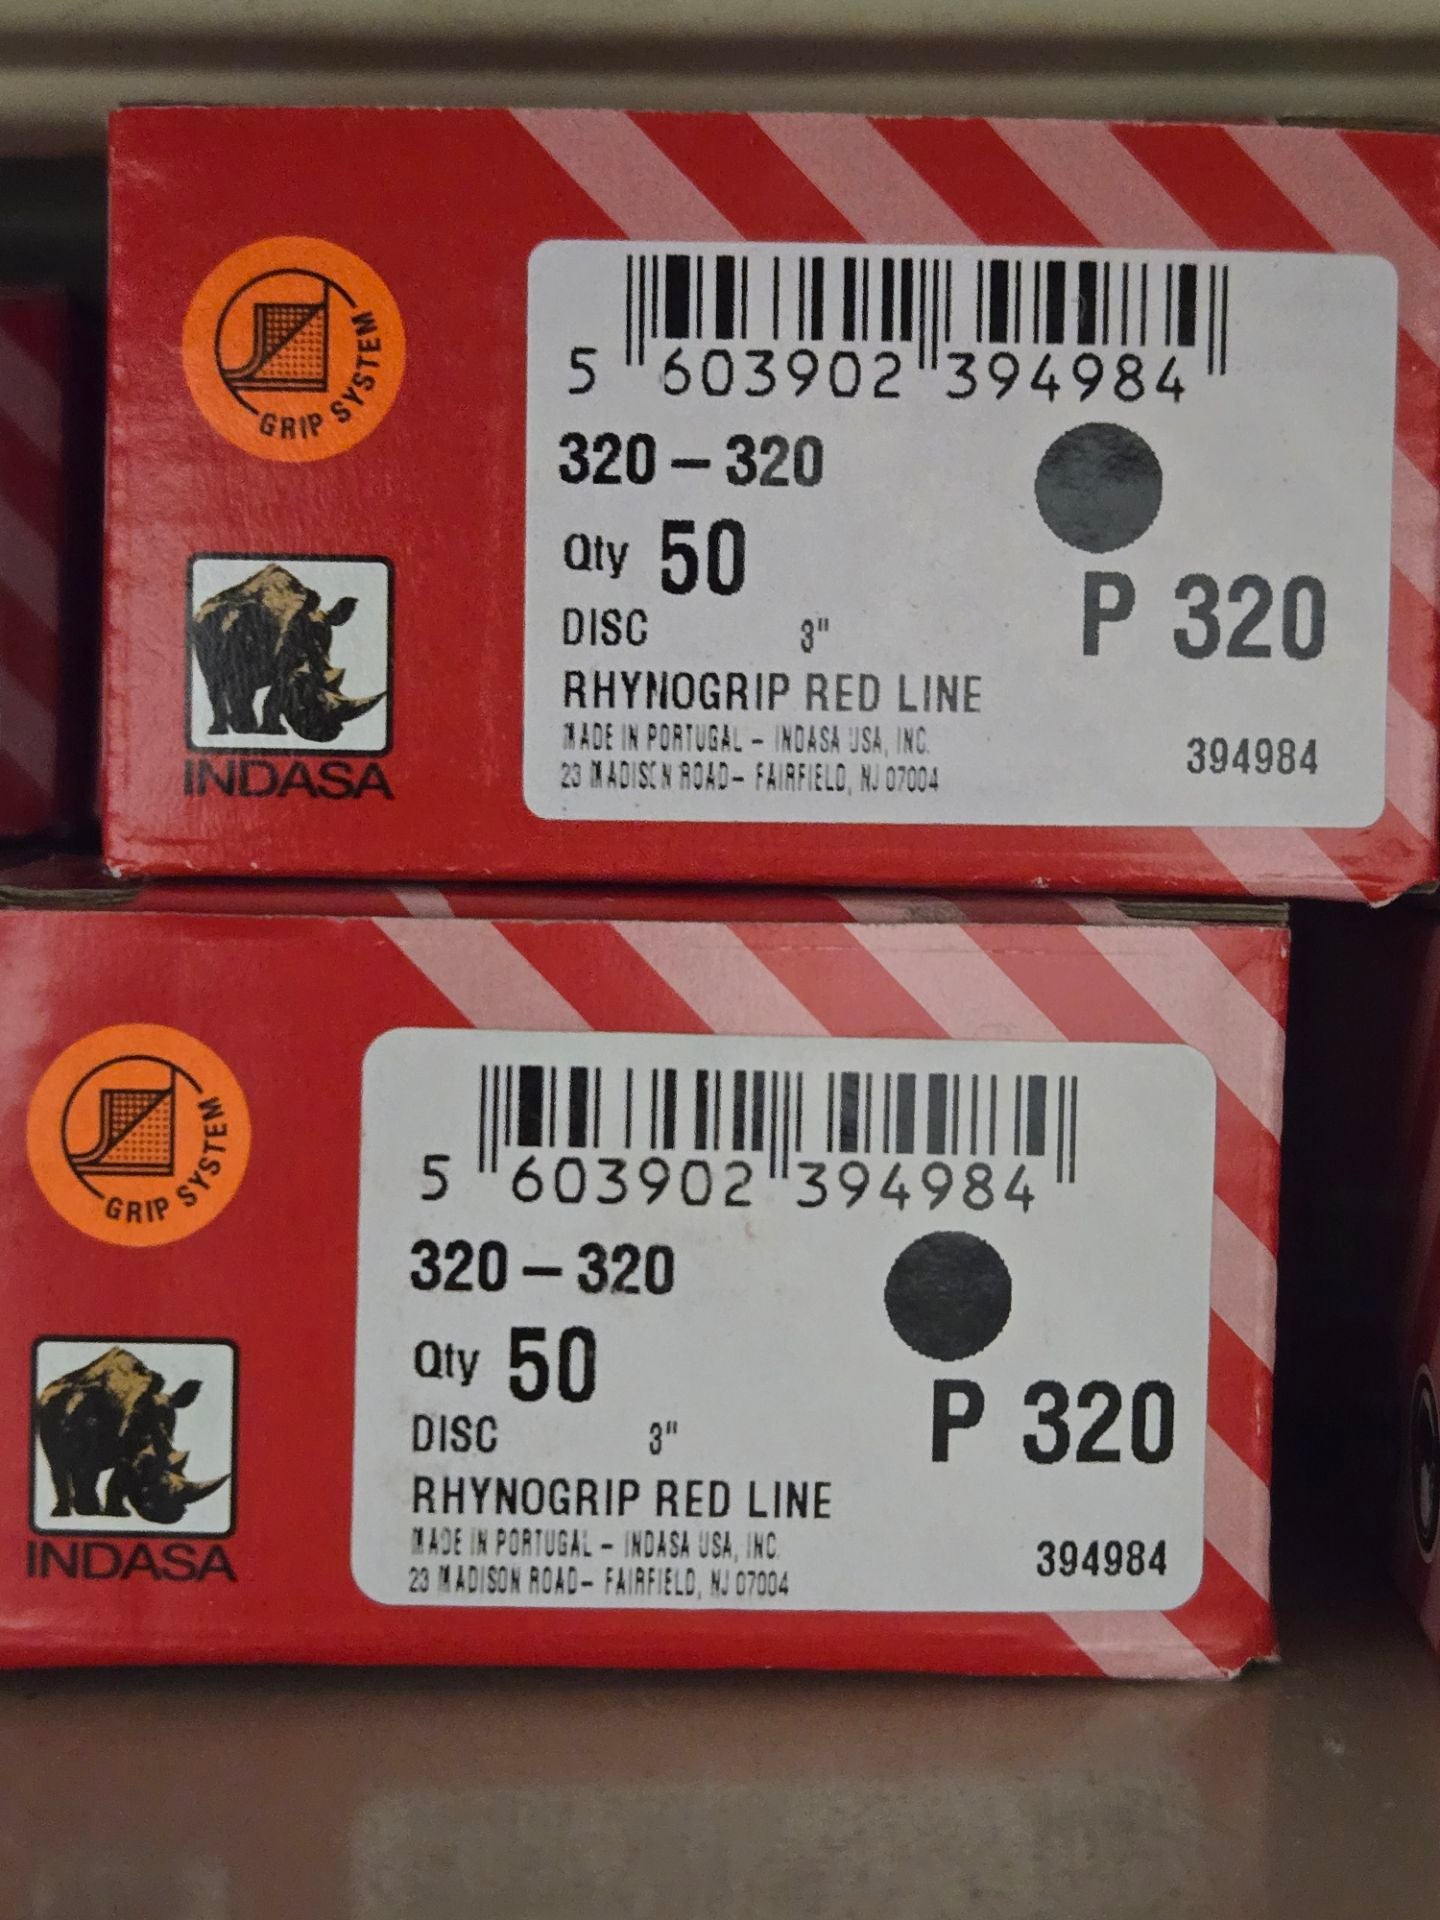 GRIP SYSTEM
INDASA
5 603902 394984
320 – 320
Qty 50
DISC 3"
P 320
RHYNOGRIP RED LINE
MADE IN PORTUGAL – INDASA USA, INC.
23 MADISON ROAD– FAIRFIELD, NJ 07004
394984
GRIP SYSTEM
INDASA
5 603902 394984
320 – 320
Qty 50
DISC 3"
P 320
RHYNOGRIP RED LINE
MADE IN PORTUGAL – INDASA USA, INC.
23 MADISON ROAD– FAIRFIELD, NJ 07004
394984